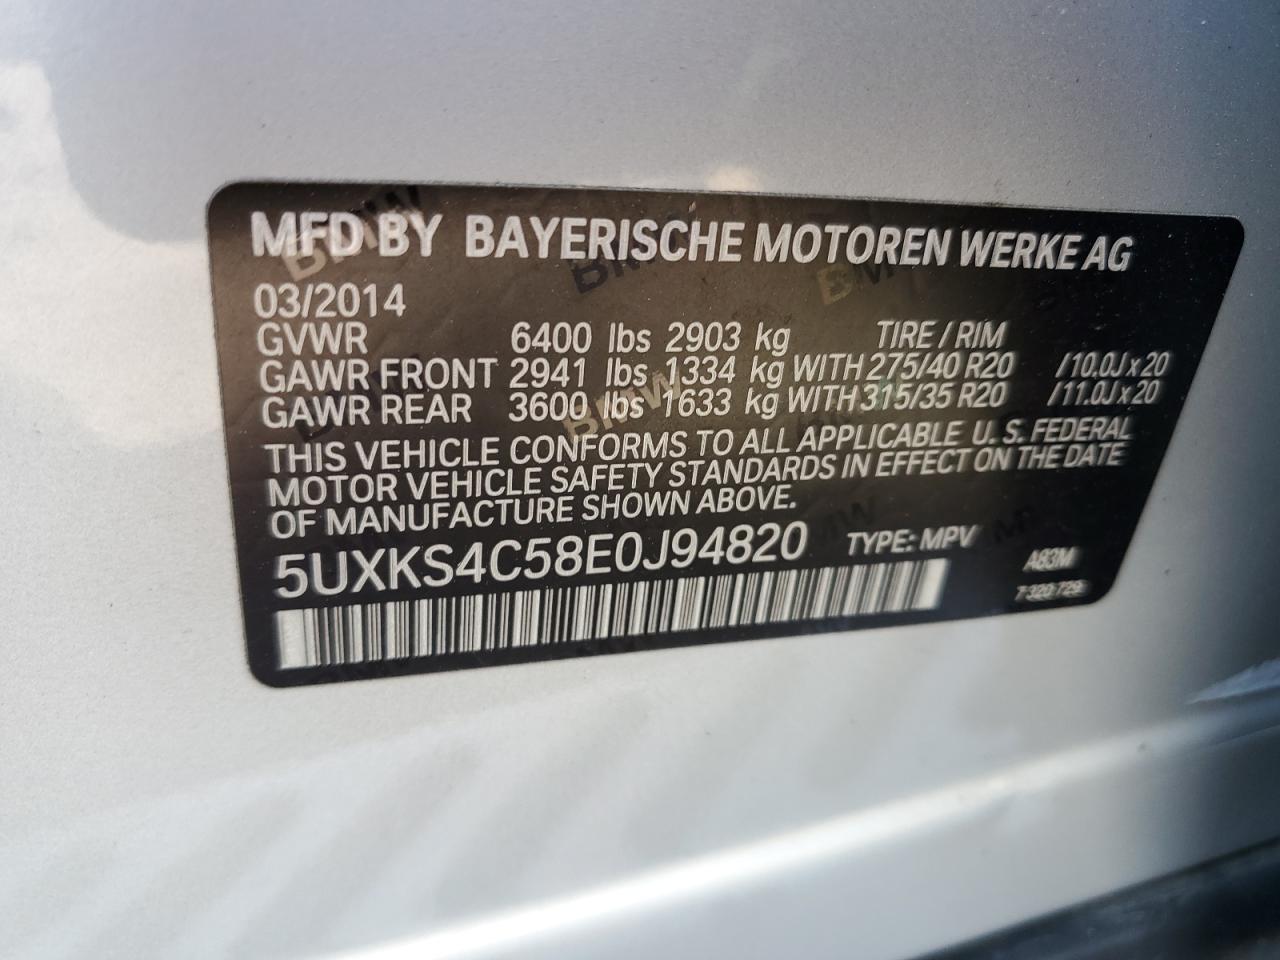 MFD BY BAYERISCHE MOTOREN WERKE AG
03/2014
GVWR 6400 lbs 2903 kg TIRE / RIM
GAWR FRONT 2941 lbs 1334 kg WITH 275/40 R20 /10.0J x 20
GAWR REAR 3600 lbs 1633 kg WITH 315/35 R20 /11.0J x 20
THIS VEHICLE CONFORMS TO ALL APPLICABLE U.S. FEDERAL
MOTOR VEHICLE SAFETY STANDARDS IN EFFECT ON THE DATE
OF MANUFACTURE SHOWN ABOVE.
5UXKS4C58E0J94820 TYPE: MPV
A83M
7 320 729